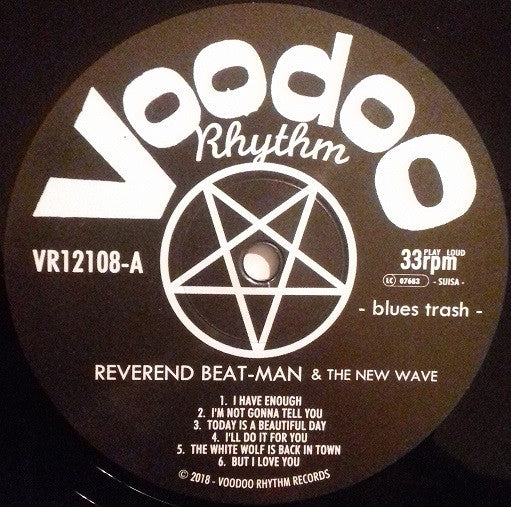 Voodoo
Rhythm
VR12108-A
PLAY LOUD
33rpm
LC 07683 - SUISA -
- blues trash -
REVEREND BEAT-MAN & THE NEW WAVE
1. I HAVE ENOUGH
2. I'M NOT GONNA TELL YOU
3. TODAY IS A BEAUTIFUL DAY
4. I'LL DO IT FOR YOU
5. THE WHITE WOLF IS BACK IN TOWN
6. BUT I LOVE YOU
© 2018 - VOODOO RHYTHM RECORDS